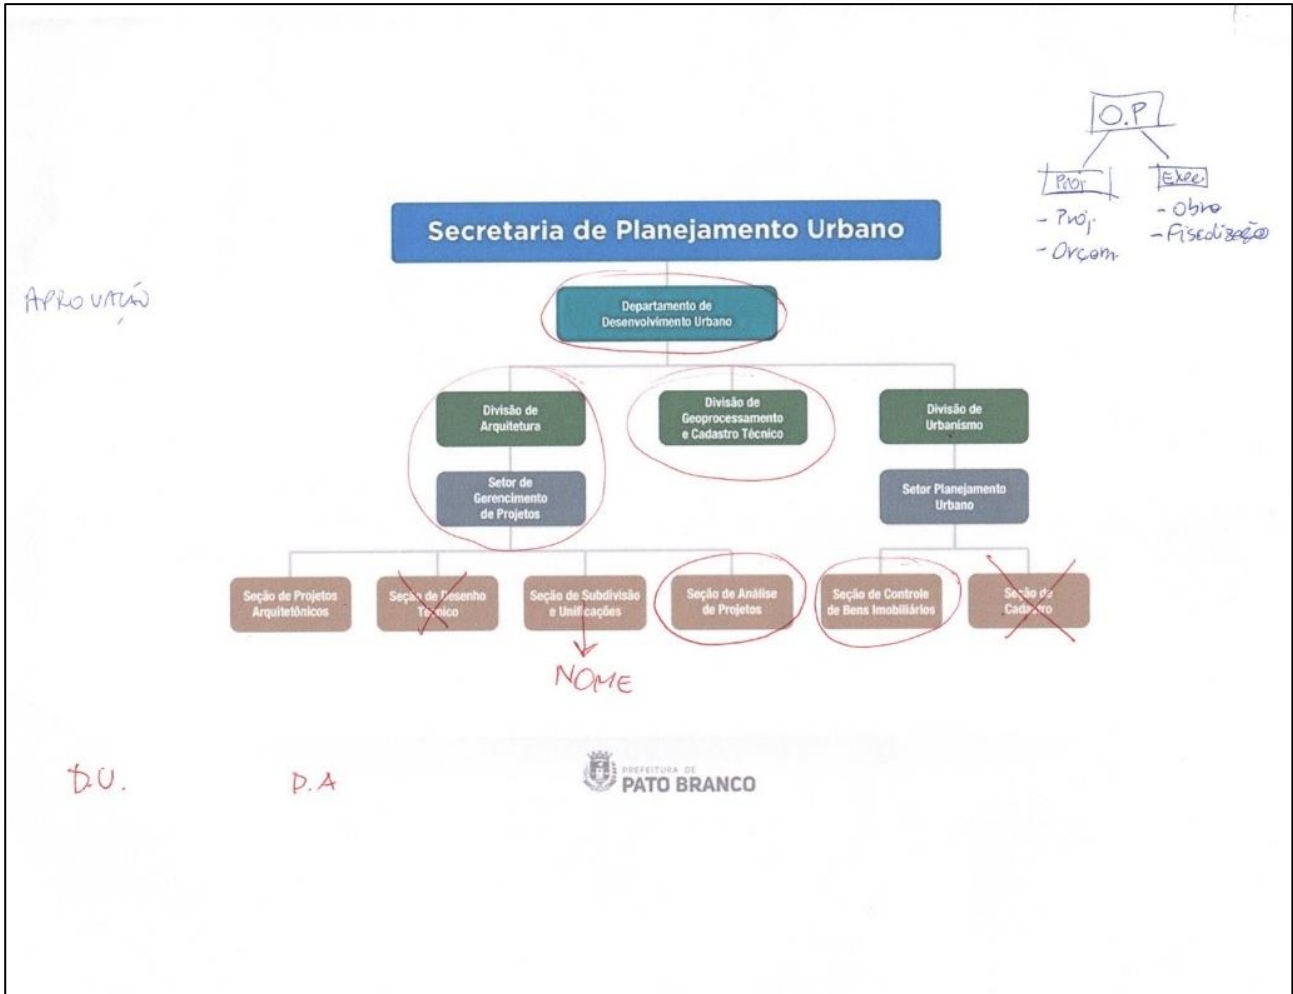 O.P
Proj
Exec.
- Proj.
- Orçam.
- Obra
- Fiscalização
Secretaria de Planejamento Urbano
APROVAÇÃO
Departamento de
Desenvolvimento Urbano
Divisão de
Arquitetura
Divisão de
Geoprocessamento
e Cadastro Técnico
Divisão de
Urbanismo
Setor de
Gerencimento
de Projetos
Setor Planejamento
Urbano
Seção de Projetos
Arquitetônicos
Seção de Desenho
Técnico
Seção de Subdivisão
e Unificações
Seção de Análise
de Projetos
Seção de Controle
de Bens Imobiliários
Seção de
Cadastro
NOME
D.U.
D.A
PREFEITURA DE
PATO BRANCO